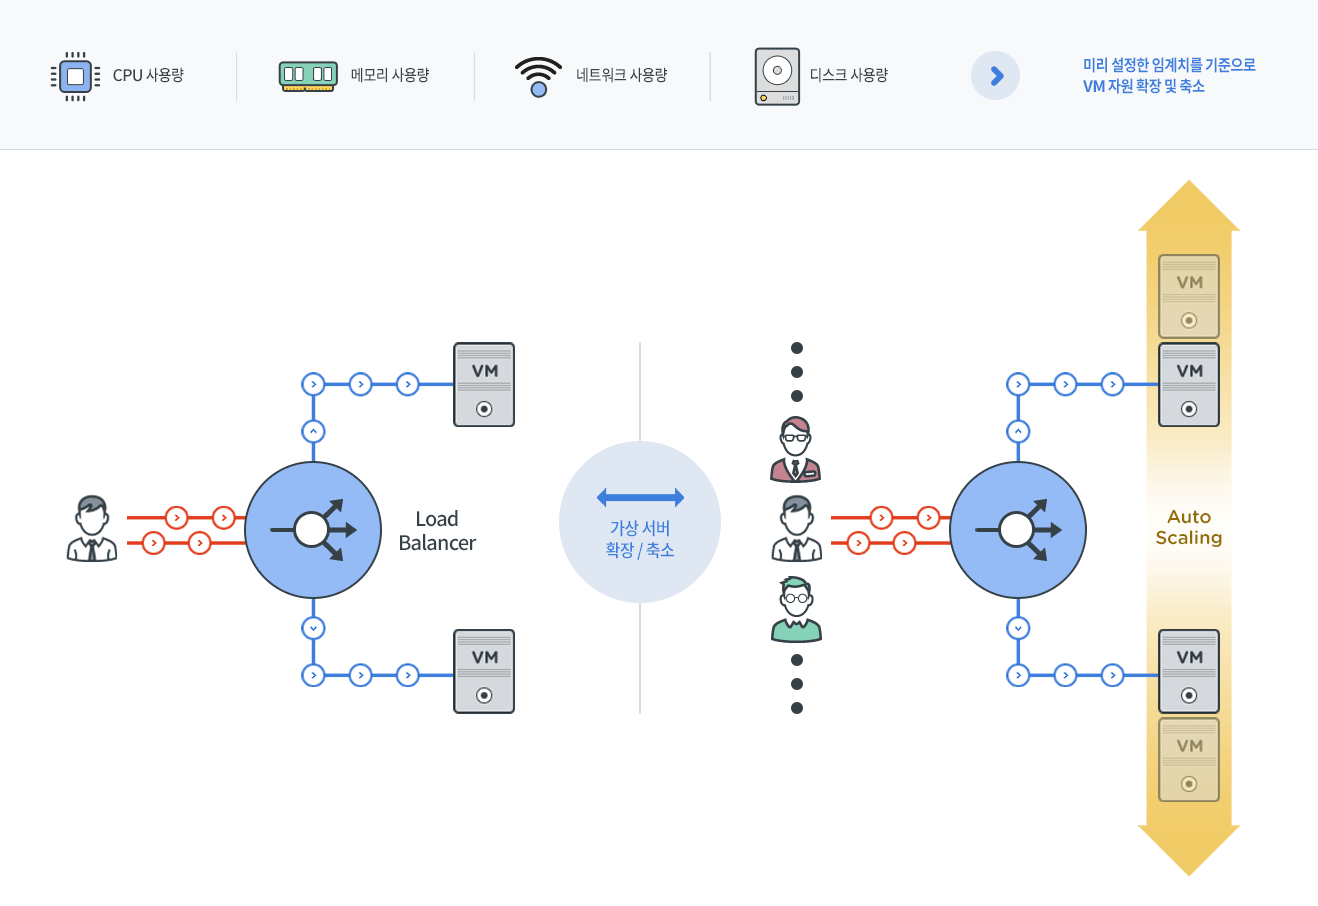 CPU 사용량
메모리 사용량
네트워크 사용량
디스크 사용량
미리 설정한 임계치를 기준으로
VM 자원 확장 및 축소
VM
Load
Balancer
VM
가상 서버
확장 / 축소
VM
VM
Auto
Scaling
VM
VM